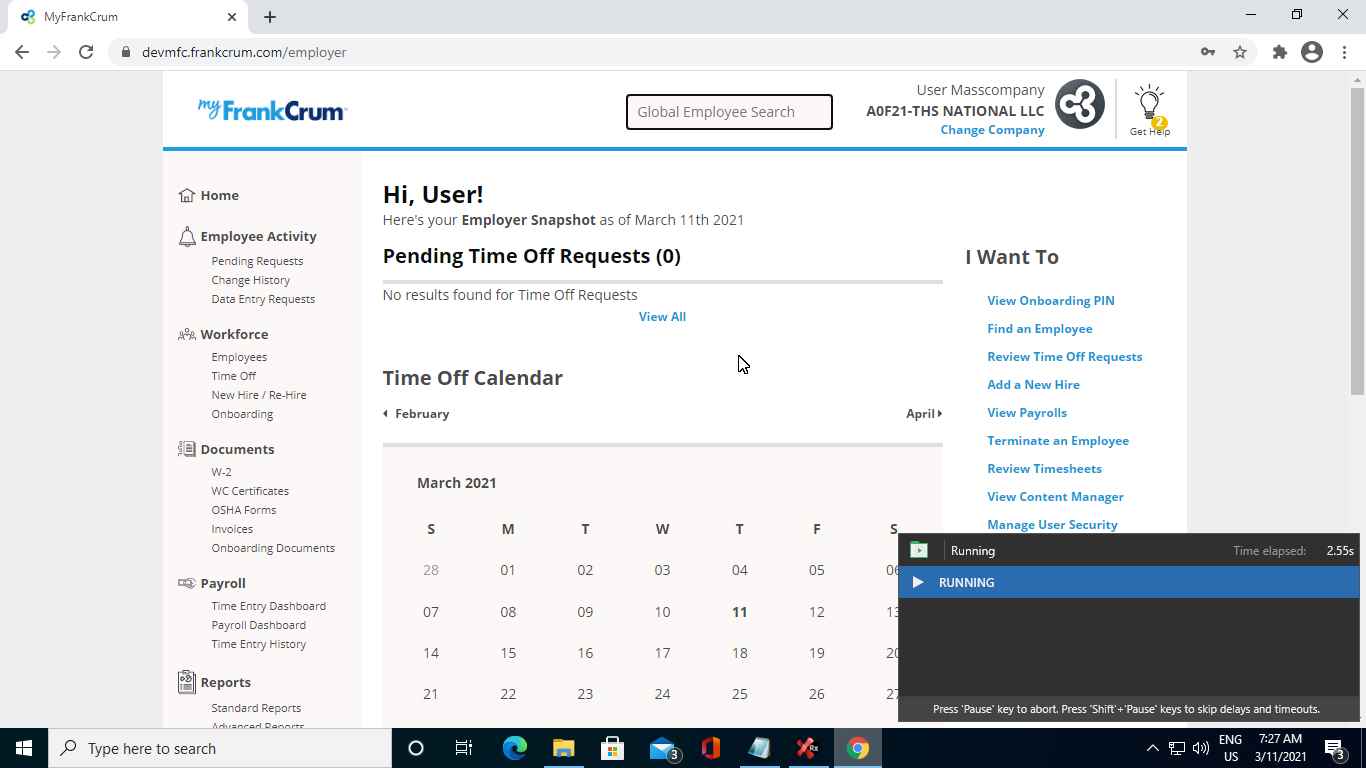 MyFrankCrum
devmfc.frankcrum.com/employer
myFrankCrum
Global Employee Search
User Masscompany
A0F21-THS NATIONAL LLC
Change Company
2
Get Help
Home
Employee Activity
Pending Requests
Change History
Data Entry Requests
Workforce
Employees
Time Off
New Hire / Re-Hire
Onboarding
Documents
W-2
WC Certificates
OSHA Forms
Invoices
Onboarding Documents
Payroll
Time Entry Dashboard
Payroll Dashboard
Time Entry History
Reports
Standard Reports
Advanced Reports
Hi, User!
Here's your Employer Snapshot as of March 11th 2021
Pending Time Off Requests (0)
No results found for Time Off Requests
View All
Time Off Calendar
February
April
March 2021
S M T W T F S
28 01 02 03 04 05 06
07 08 09 10 11 12 13
14 15 16 17 18 19 20
21 22 23 24 25 26 27
I Want To
View Onboarding PIN
Find an Employee
Review Time Off Requests
Add a New Hire
View Payrolls
Terminate an Employee
Review Timesheets
View Content Manager
Manage User Security
Running
Time elapsed: 2.55s
RUNNING
Press 'Pause' key to abort. Press 'Shift'+'Pause' keys to skip delays and timeouts.
Type here to search
3
Rx
ENG
US
7:27 AM
3/11/2021
3